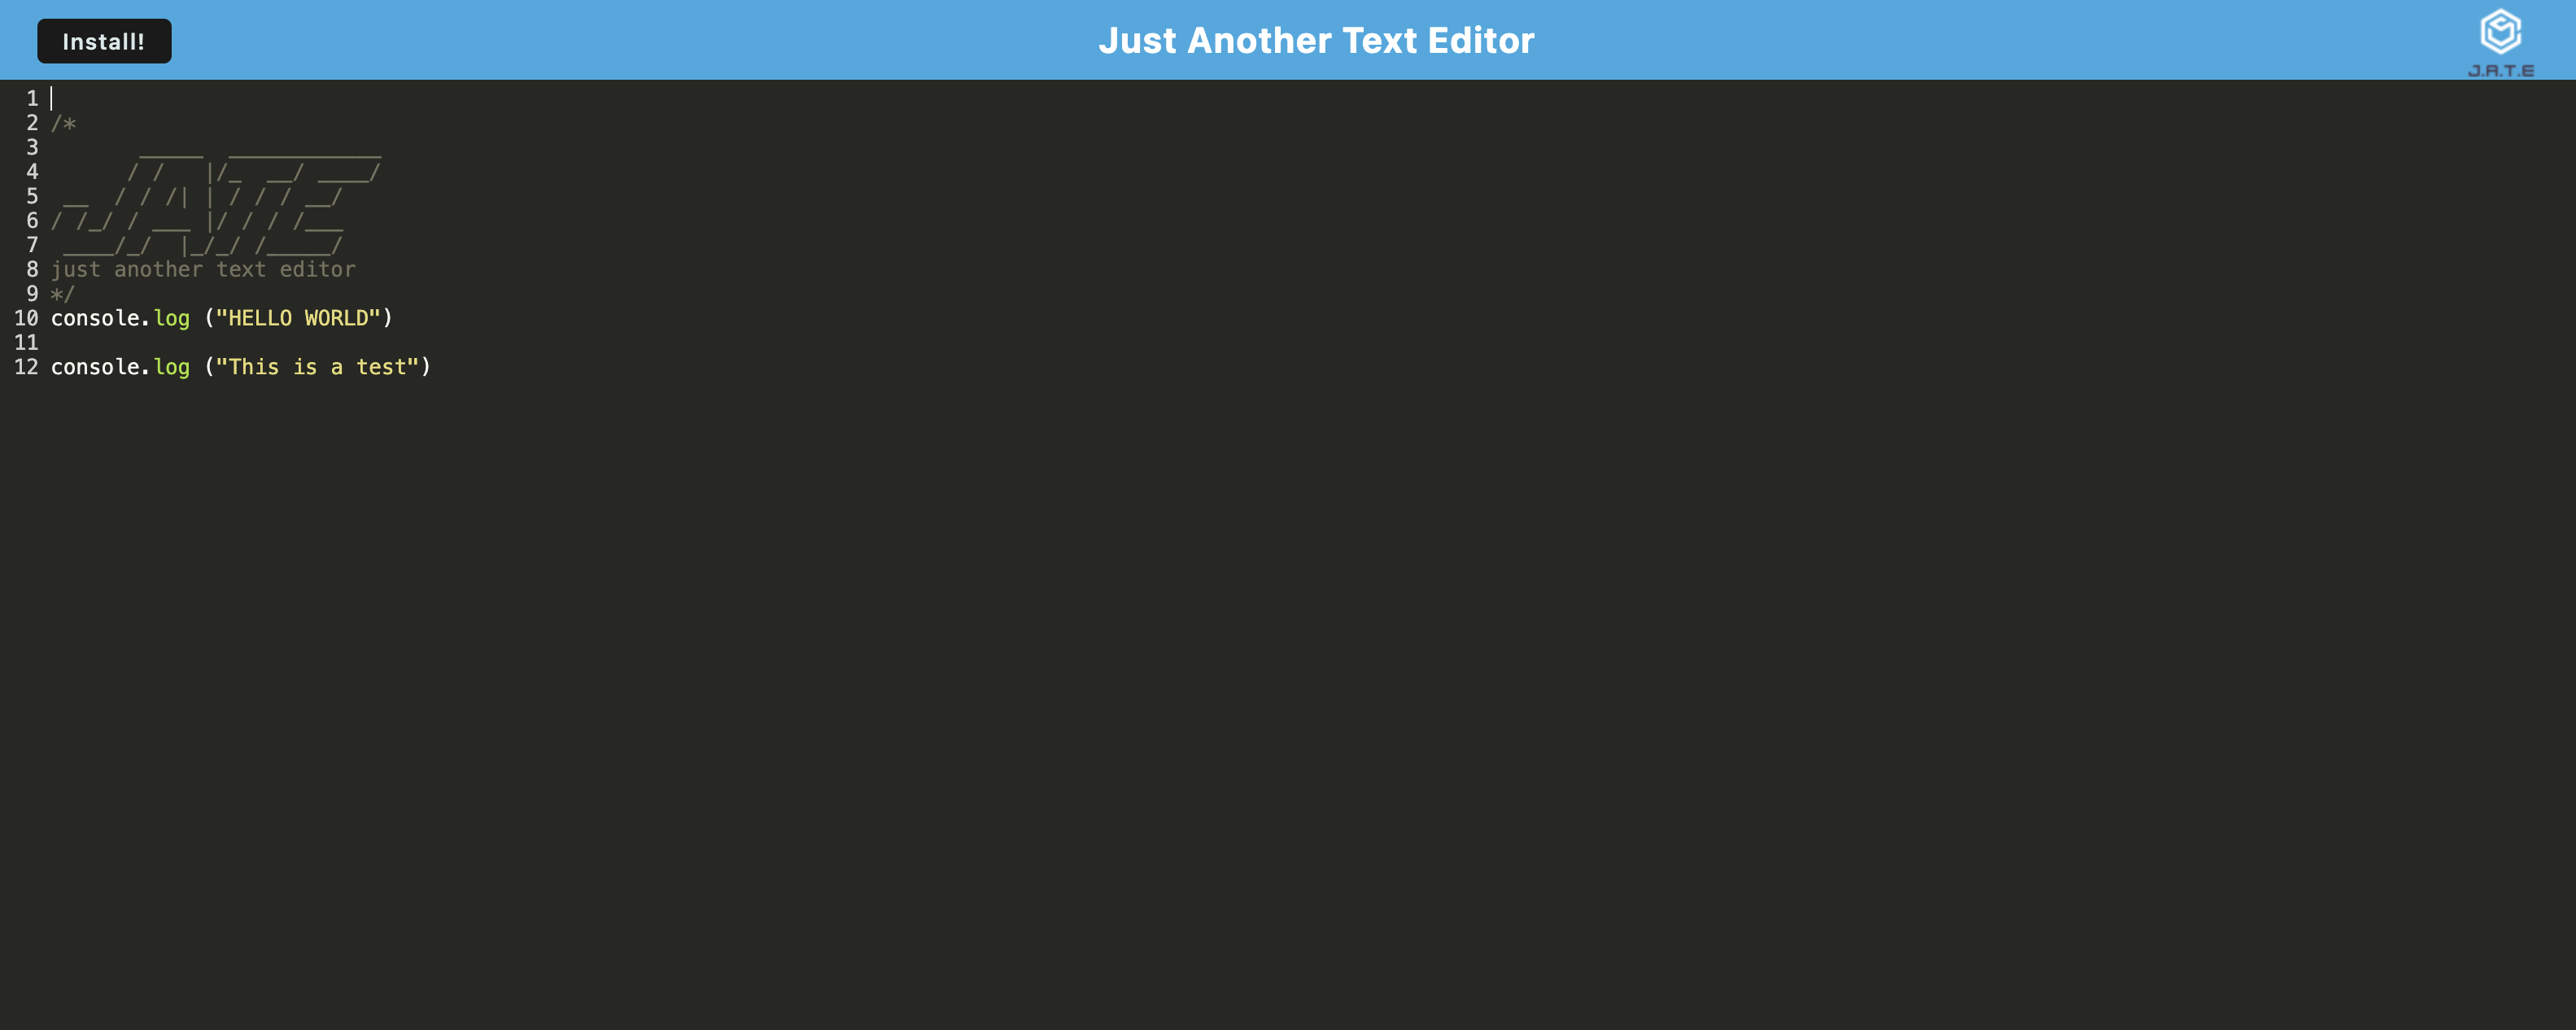 Install!
Just Another Text Editor
J.A.T.E
1
2 /*
3        _____  ____________
4       / /   |/_  __/ ____/
5  __  / / /| | / / / __/
6 / /_/ / ___ |/ / / /___
7  ____/_/  |_/_/ /_____/
8 just another text editor
9 */
10 console.log ("HELLO WORLD")
11
12 console.log ("This is a test")